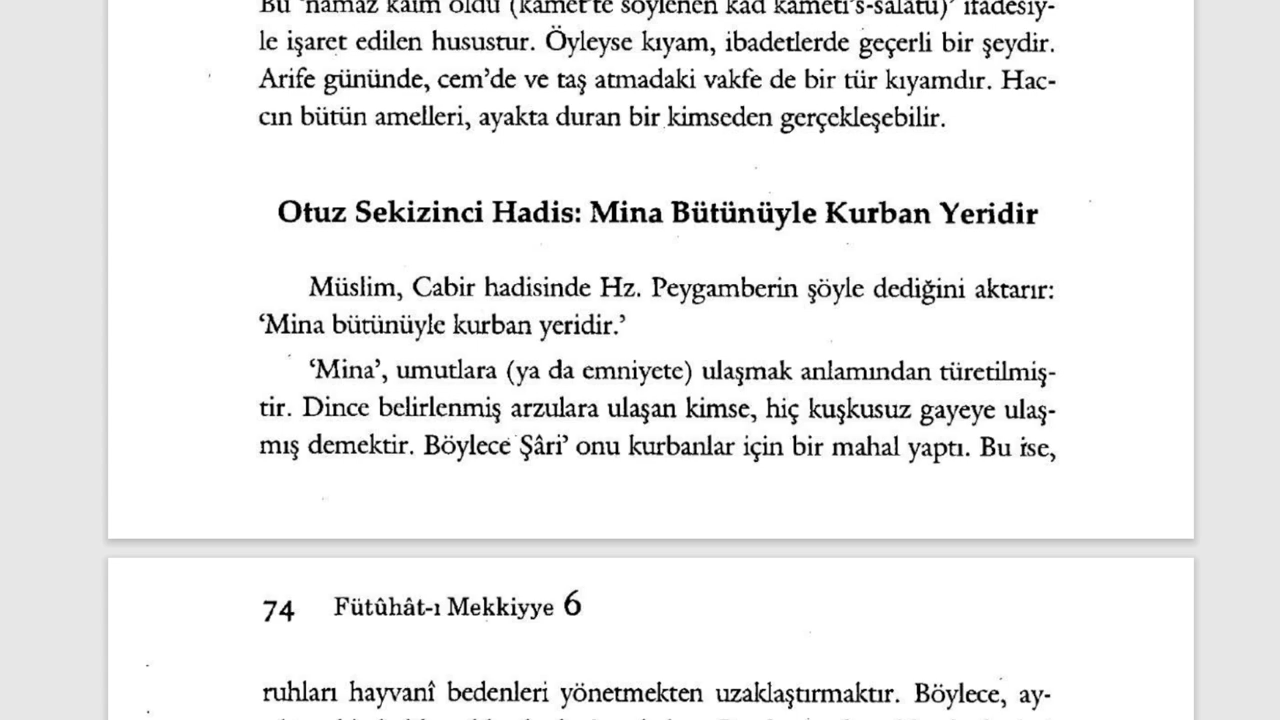 Bu 'namaz kaim oldu (kamette söylenen kad kameti's-salatu)' ifadesiy-
le işaret edilen husustur. Öyleyse kıyam, ibadetlerde geçerli bir şeydir.
Arife gününde, cem'de ve taş atmadaki vakfe de bir tür kıyamdır. Hac-
cın bütün amelleri, ayakta duran bir kimseden gerçekleşebilir.
Otuz Sekizinci Hadis: Mina Bütünüyle Kurban Yeridir
Müslim, Cabir hadisinde Hz. Peygamberin şöyle dediğini aktarır:
'Mina bütünüyle kurban yeridir.'
'Mina', umutlara (ya da emniyete) ulaşmak anlamından türetilmiş-
tir. Dince belirlenmiş arzulara ulaşan kimse, hiç kuşkusuz gayeye ulaş-
mış demektir. Böylece Şâri' onu kurbanlar için bir mahal yaptı. Bu ise,
74 Fütûhât-ı Mekkiyye 6
ruhları hayvanî bedenleri yönetmekten uzaklaştırmaktır. Böylece, ay-